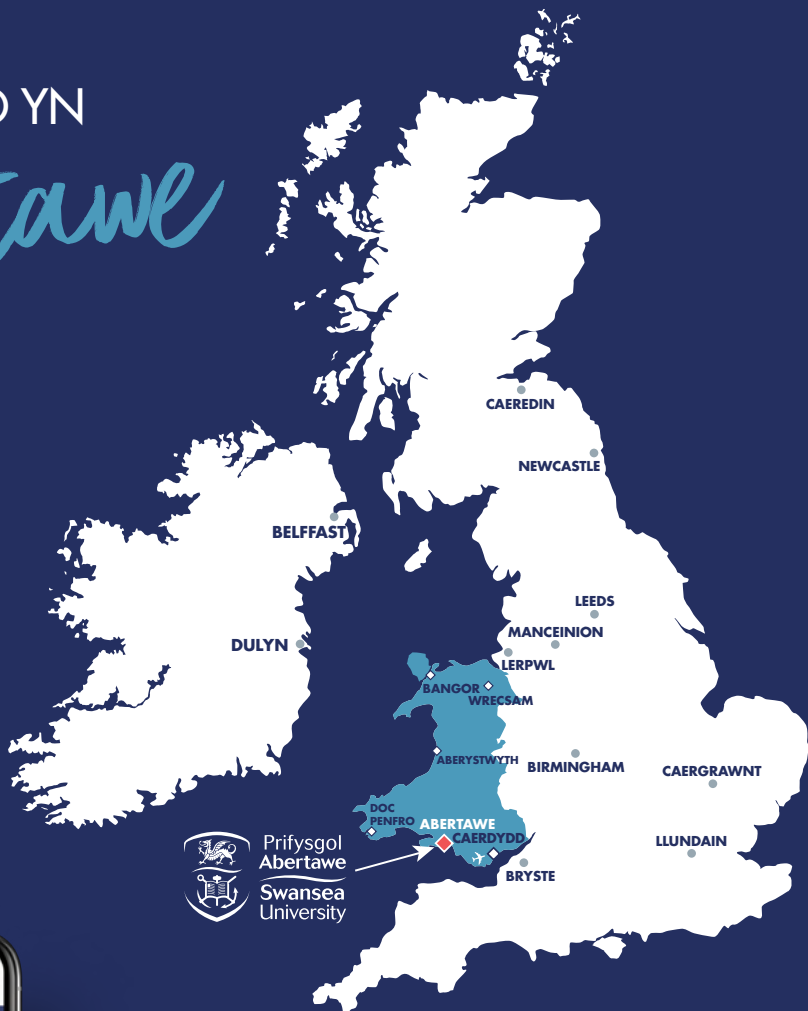 YN
CAEREDIN
NEWCASTLE
BELFFAST
LEEDS
MANCEINION
DULYN
LERPWL
BANGOR
WRECSAM
ABERYSTWYTH
BIRMINGHAM
CAERGRAWNT
DOC
PENFRO
ABERTAWE
CAERDYDD
LLUNDAIN
BRYSTE
Prifysgol
Abertawe
Swansea
University